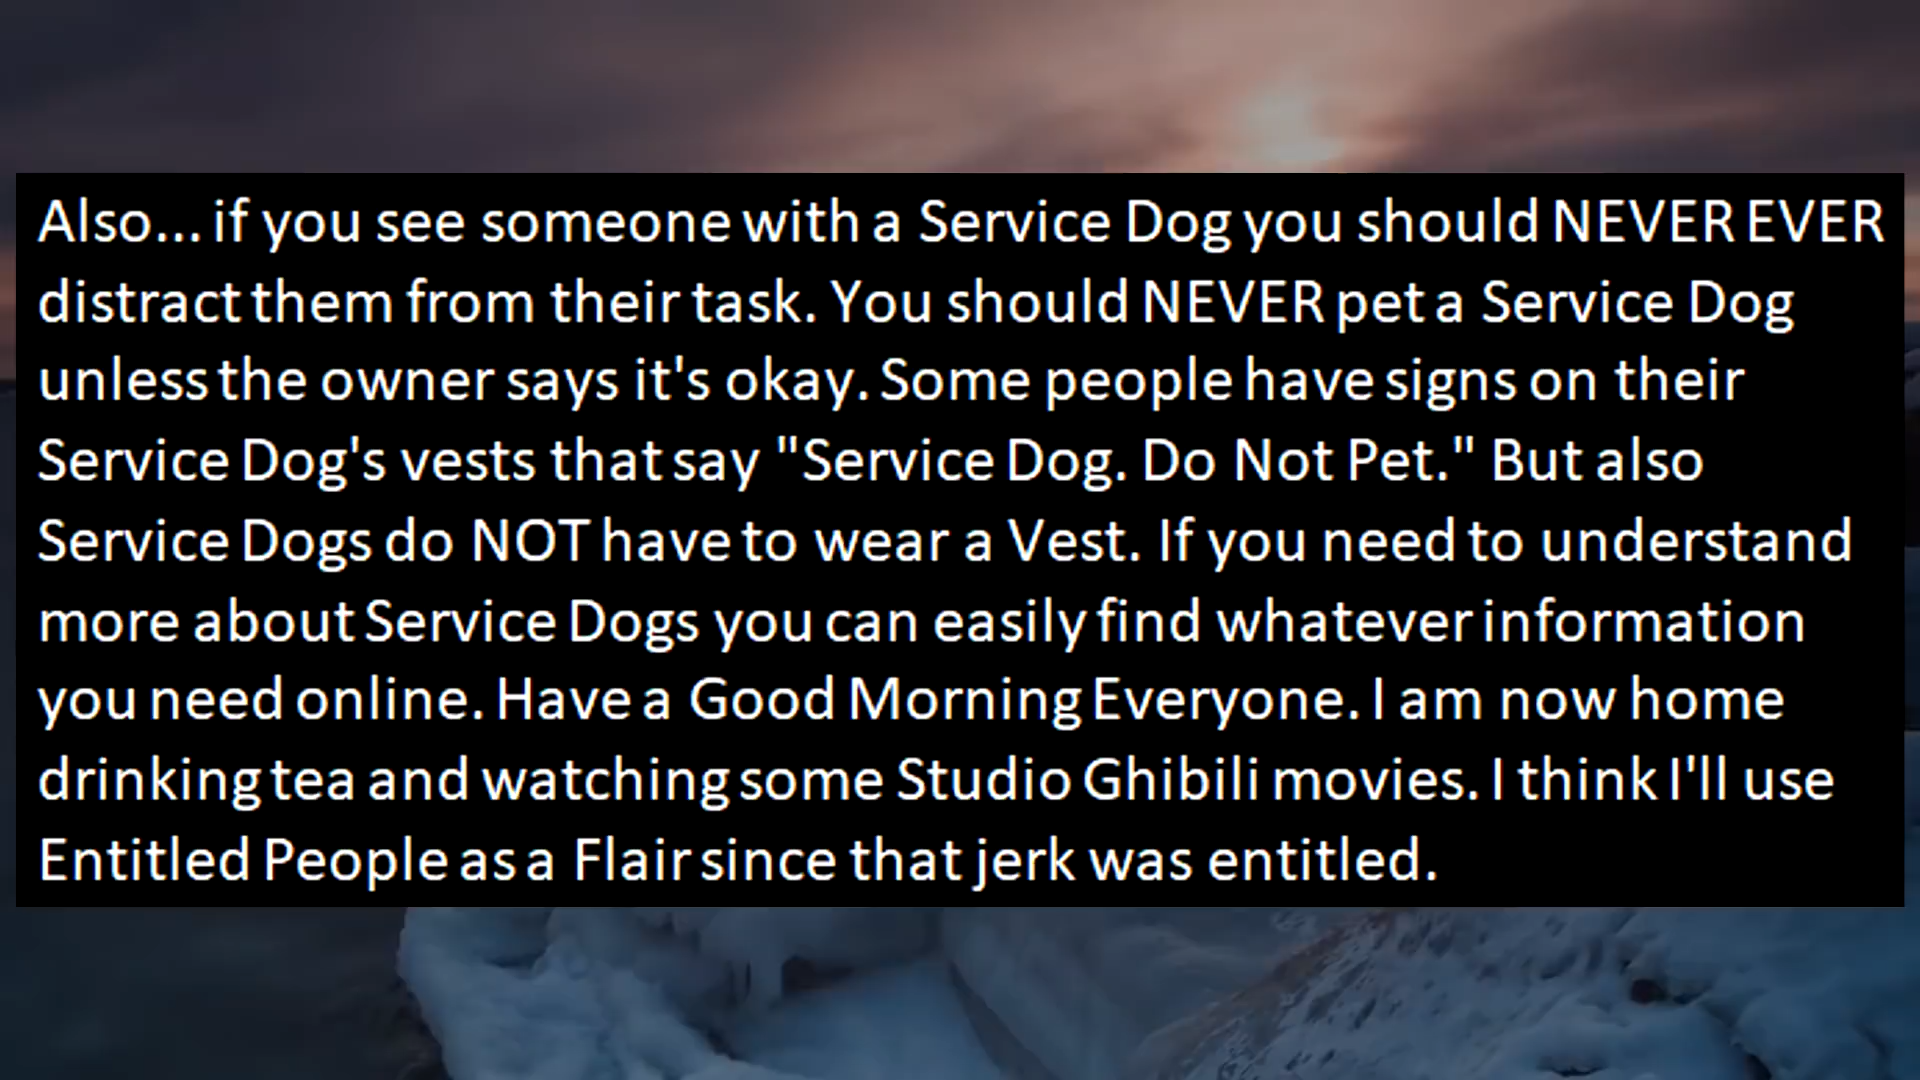 Also... if you see someone with a Service Dog you should NEVER EVER
distract them from their task. You should NEVER pet a Service Dog
unless the owner says it's okay. Some people have signs on their
Service Dog's vests that say "Service Dog. Do Not Pet." But also
Service Dogs do NOT have to wear a Vest. If you need to understand
more about Service Dogs you can easily find whatever information
you need online. Have a Good Morning Everyone. I am now home
drinking tea and watching some Studio Ghibili movies. I think I'll use
Entitled People as a Flair since that jerk was entitled.